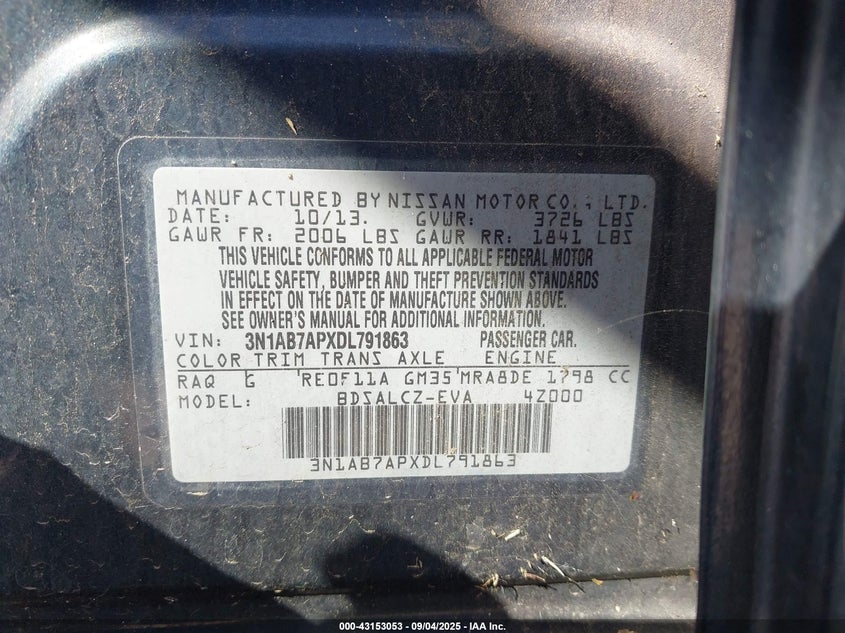 MANUFACTURED BY NISSAN MOTOR CO., LTD.
DATE: 10/13. GVWR: 3726 LBS
GAWR FR: 2006 LBS GAWR RR: 1841 LBS
THIS VEHICLE CONFORMS TO ALL APPLICABLE FEDERAL MOTOR
VEHICLE SAFETY, BUMPER AND THEFT PREVENTION STANDARDS
IN EFFECT ON THE DATE OF MANUFACTURE SHOWN ABOVE.
SEE OWNER'S MANUAL FOR ADDITIONAL INFORMATION.
VIN: 3N1AB7APXDL791863 PASSENGER CAR.
COLOR TRIM TRANS AXLE ENGINE
RAQ G RE0F11A GM35 MRA8DE 1798 CC
MODEL: BDSALCZ-EVA 4Z000
3N1AB7APXDL791863
000-43153053 - 09/04/2025 - IAA Inc.